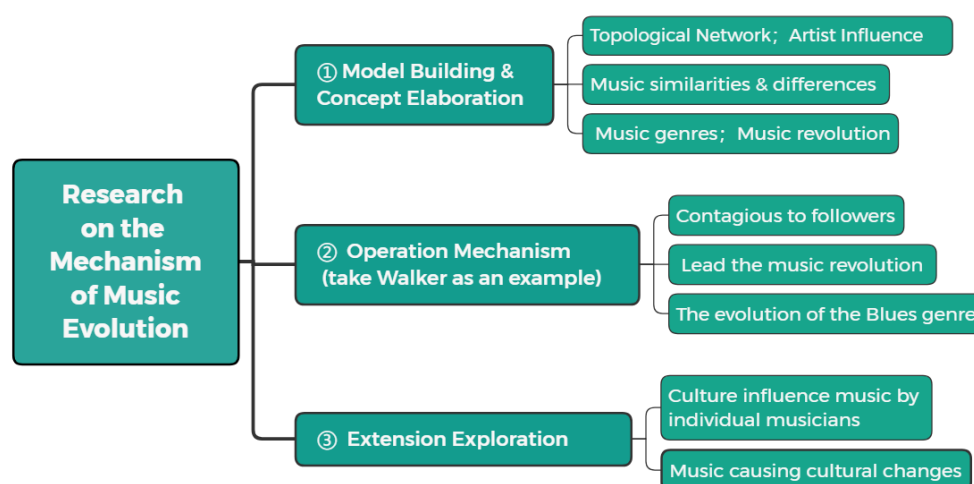 Research
on the
Mechanism
of Music
Evolution
① Model Building &
Concept Elaboration
Topological Network；Artist Influence
Music similarities & differences
Music genres；Music revolution
② Operation Mechanism
(take Walker as an example)
Contagious to followers
Lead the music revolution
The evolution of the Blues genre
③ Extension Exploration
Culture influence music by
individual musicians
Music causing cultural changes